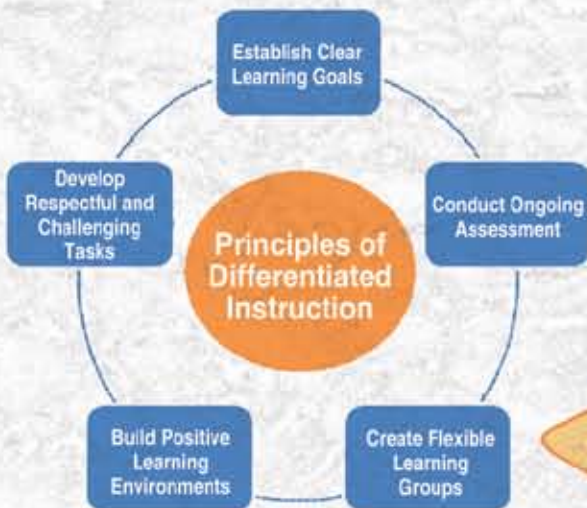 Establish Clear
Learning Goals
Conduct Ongoing
Assessment
Create Flexible
Learning
Groups
Build Positive
Learning
Environments
Develop
Respectful and
Challenging
Tasks
Principles of
Differentiated
Instruction